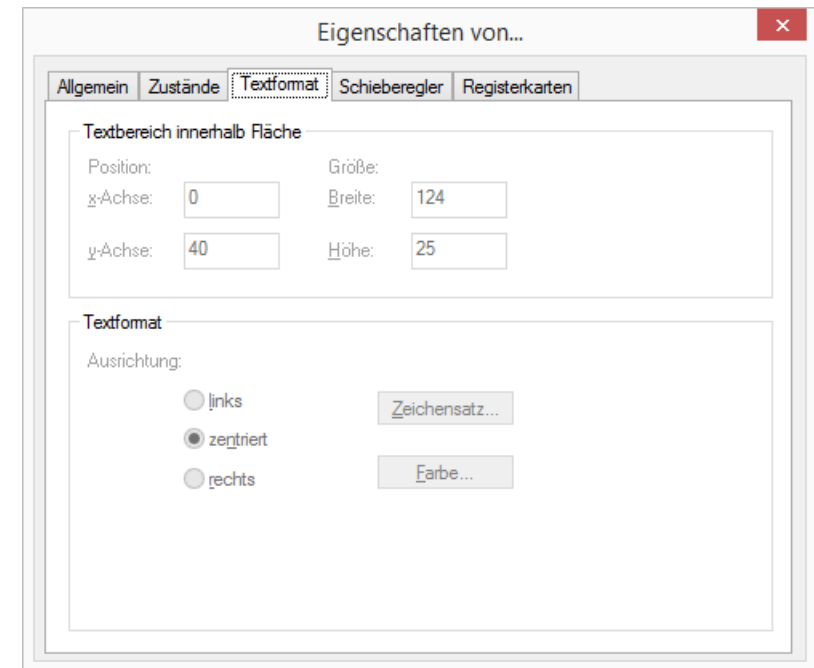 Eigenschaften von...
Allgemein Zustände Textformat Schieberegler Registerkarten
Textbereich innerhalb Fläche
Position: Größe:
x-Achse: 0 Breite: 124
y-Achse: 40 Höhe: 25
Textformat
Ausrichtung:
links Zeichensatz...
zentriert
rechts Farbe...